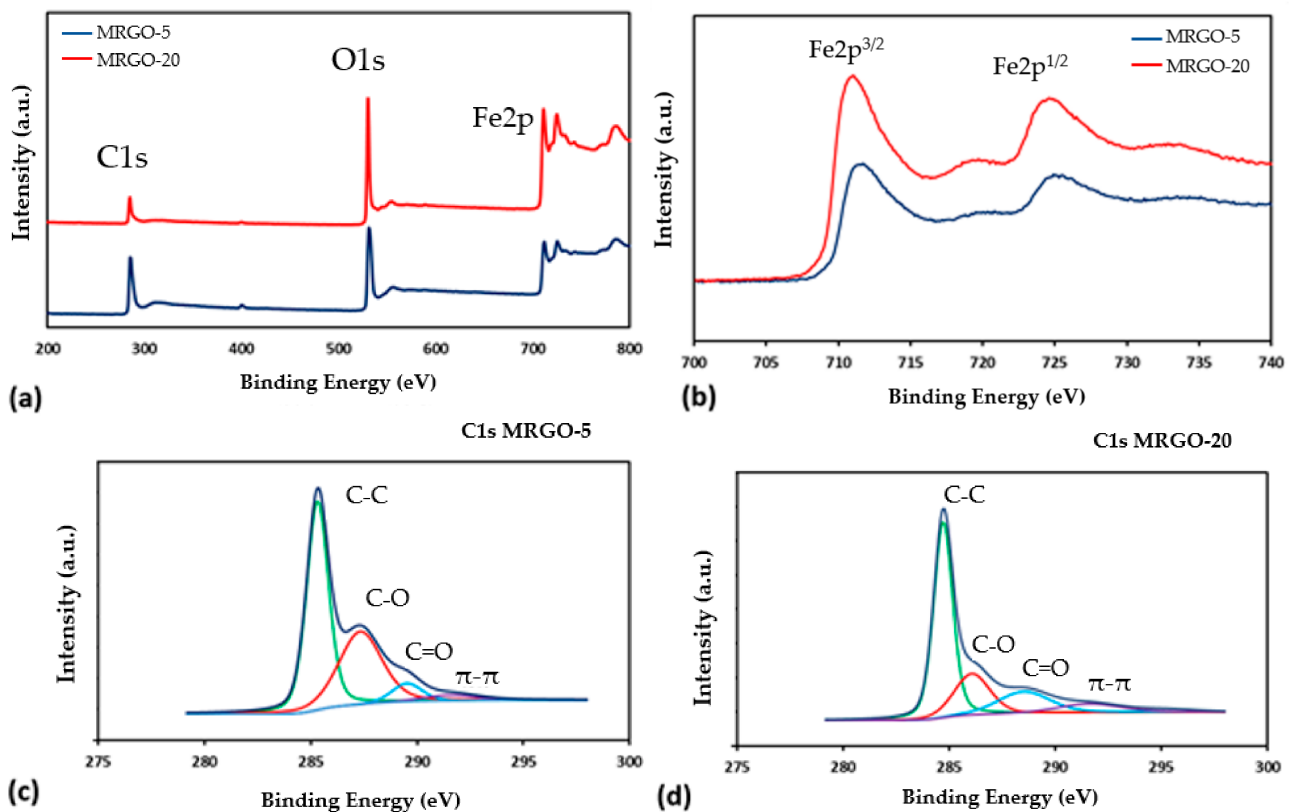 MRGO-5
MRGO-20
C1s
O1s
Fe2p
Intensity (a.u.)
200 300 400 500 600 700 800
Binding Energy (eV)
(a)
Fe2p3/2
Fe2p1/2
MRGO-5
MRGO-20
Intensity (a.u.)
700 705 710 715 720 725 730 735 740
Binding Energy (eV)
(b)
C1s MRGO-5
C-C
C-O
C=O
π-π
Intensity (a.u.)
275 280 285 290 295 300
Binding Energy (eV)
(c)
C1s MRGO-20
C-C
C-O
C=O
π-π
Intensity (a.u.)
275 280 285 290 295 300
Binding Energy (eV)
(d)